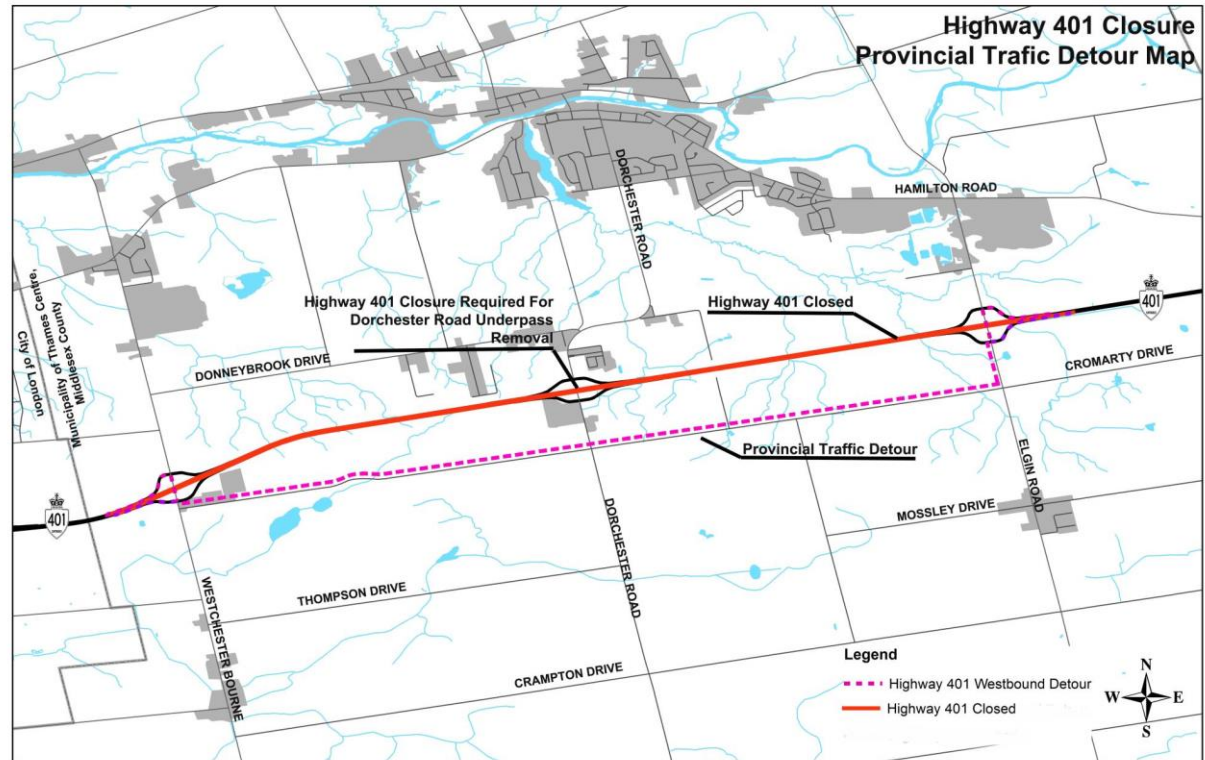 Highway 401 Closure
Provincial Trafic Detour Map
DORCHESTER ROAD
HAMILTON ROAD
Highway 401 Closure Required For
Dorchester Road Underpass
Removal
Highway 401 Closed
401
City of London
Municipality of Thames Centre,
Middlesex County
DONNEYBROOK DRIVE
CROMARTY DRIVE
Provincial Traffic Detour
401
ELGIN ROAD
MOSSLEY DRIVE
DORCHESTER ROAD
WESTCHESTER BOURNE
THOMPSON DRIVE
CRAMPTON DRIVE
Legend
Highway 401 Westbound Detour
Highway 401 Closed
N
W E
S